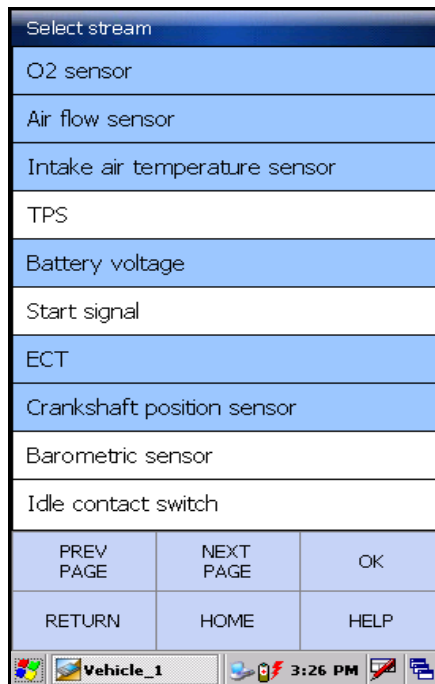 Select stream
O2 sensor
Air flow sensor
Intake air temperature sensor
TPS
Battery voltage
Start signal
ECT
Crankshaft position sensor
Barometric sensor
Idle contact switch
PREV
PAGE
NEXT
PAGE
OK
RETURN
HOME
HELP
Vehicle_1
3:26 PM